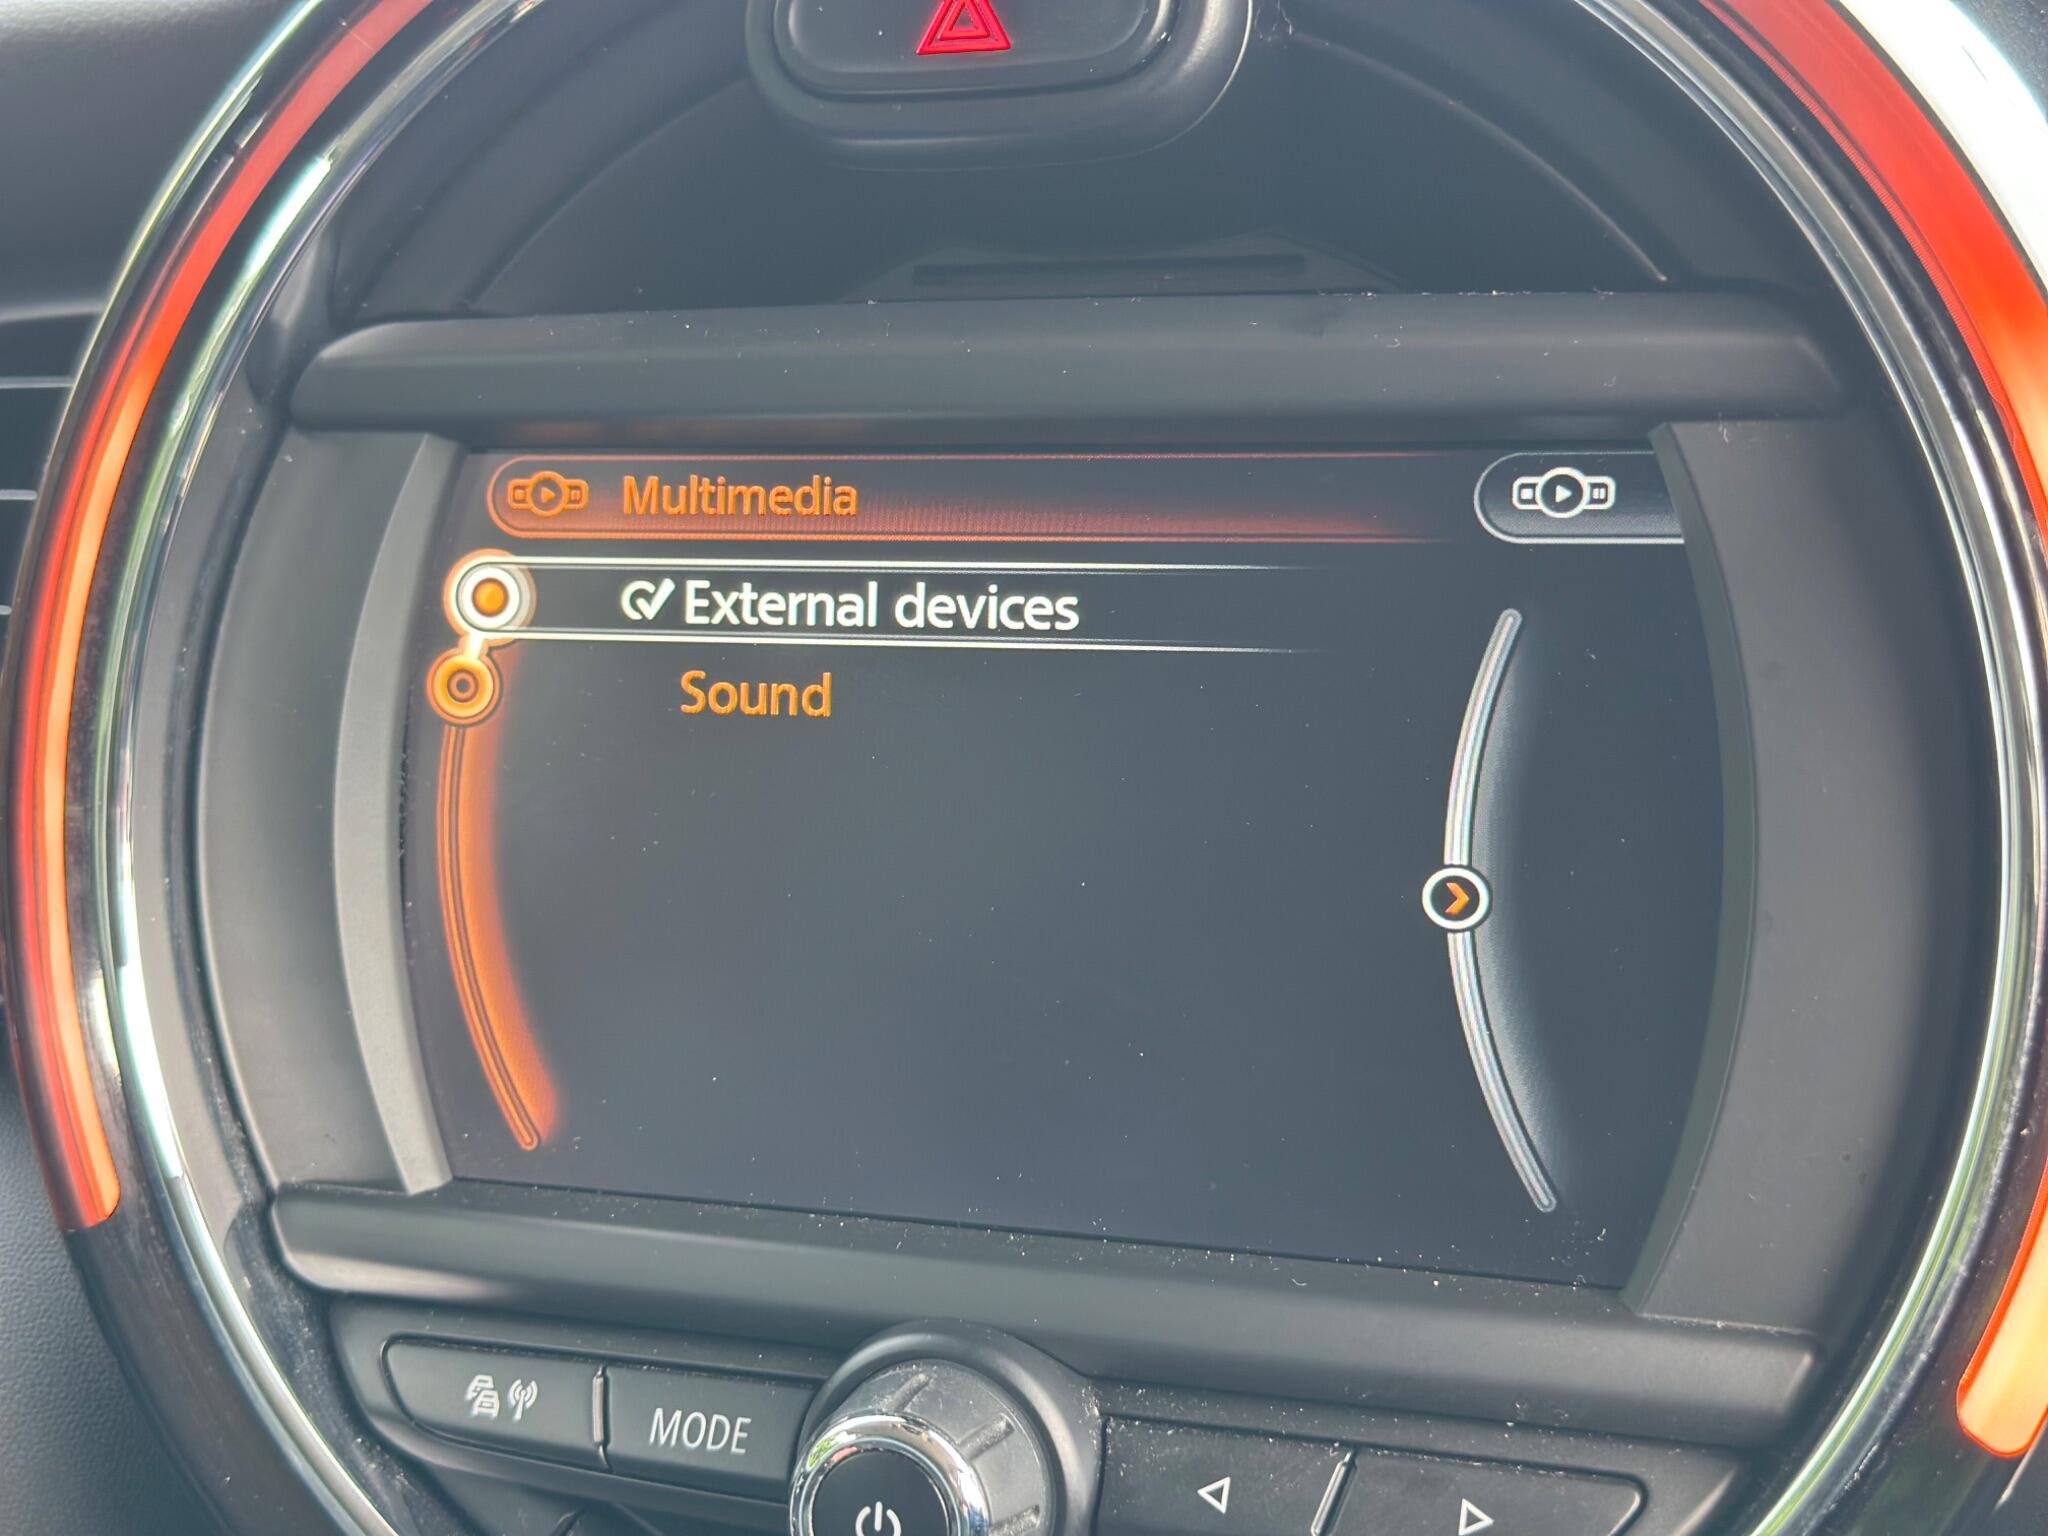 Multimedia
External devices
Sound
MODE